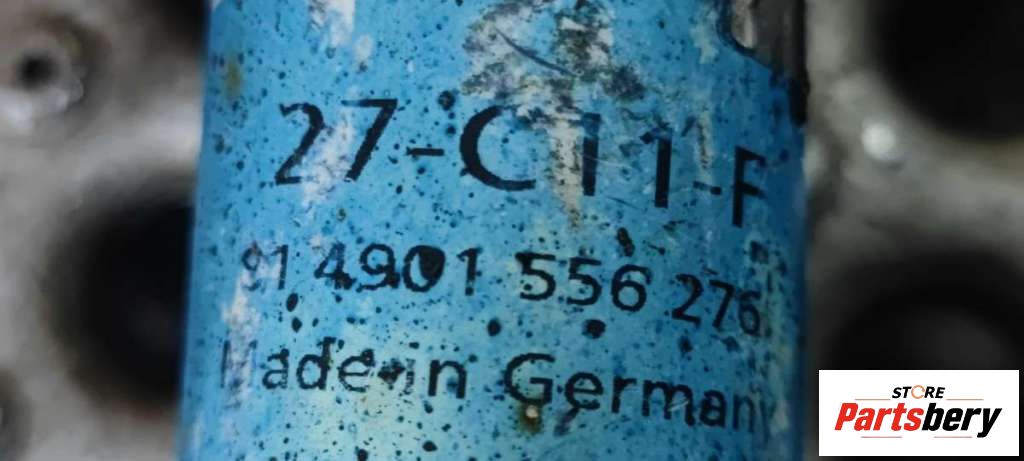 27-C11-F
91 4901 556 276
Made in Germany
STORE
Partsbery